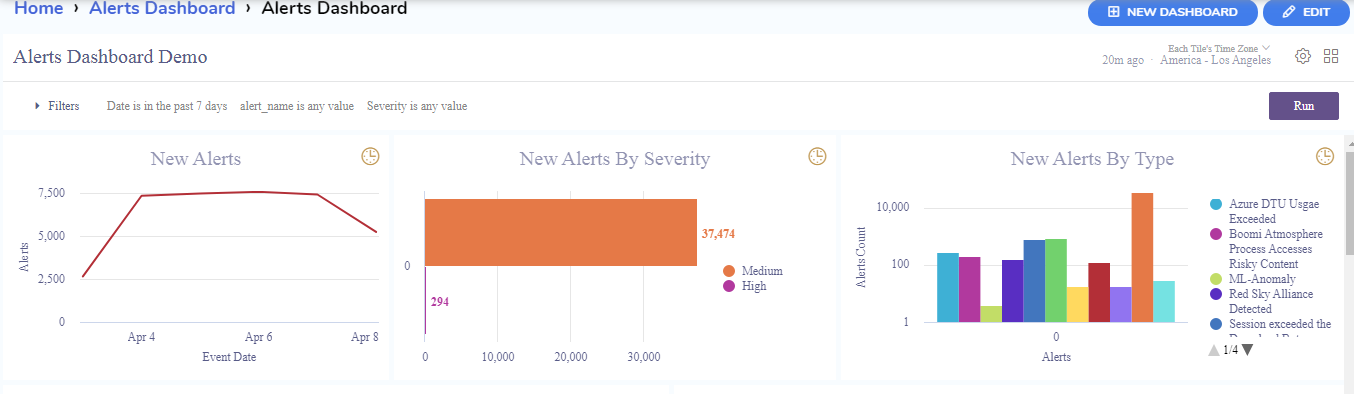 Home › Alerts Dashboard › Alerts Dashboard
NEW DASHBOARD
EDIT
Alerts Dashboard Demo
Each Tile's Time Zone
20m ago · America - Los Angeles
Filters Date is in the past 7 days alert_name is any value Severity is any value
Run
New Alerts
7,500
5,000
2,500
0
Alerts
Apr 4 Apr 6 Apr 8
Event Date
New Alerts By Severity
37,474
0
294
0 10,000 20,000 30,000
Medium
High
New Alerts By Type
10,000
100
1
Alerts Count
0
Alerts
Azure DTU Usgae
Exceeded
Boomi Atmosphere
Process Accesses
Risky Content
ML-Anomaly
Red Sky Alliance
Detected
Session exceeded the
1/4